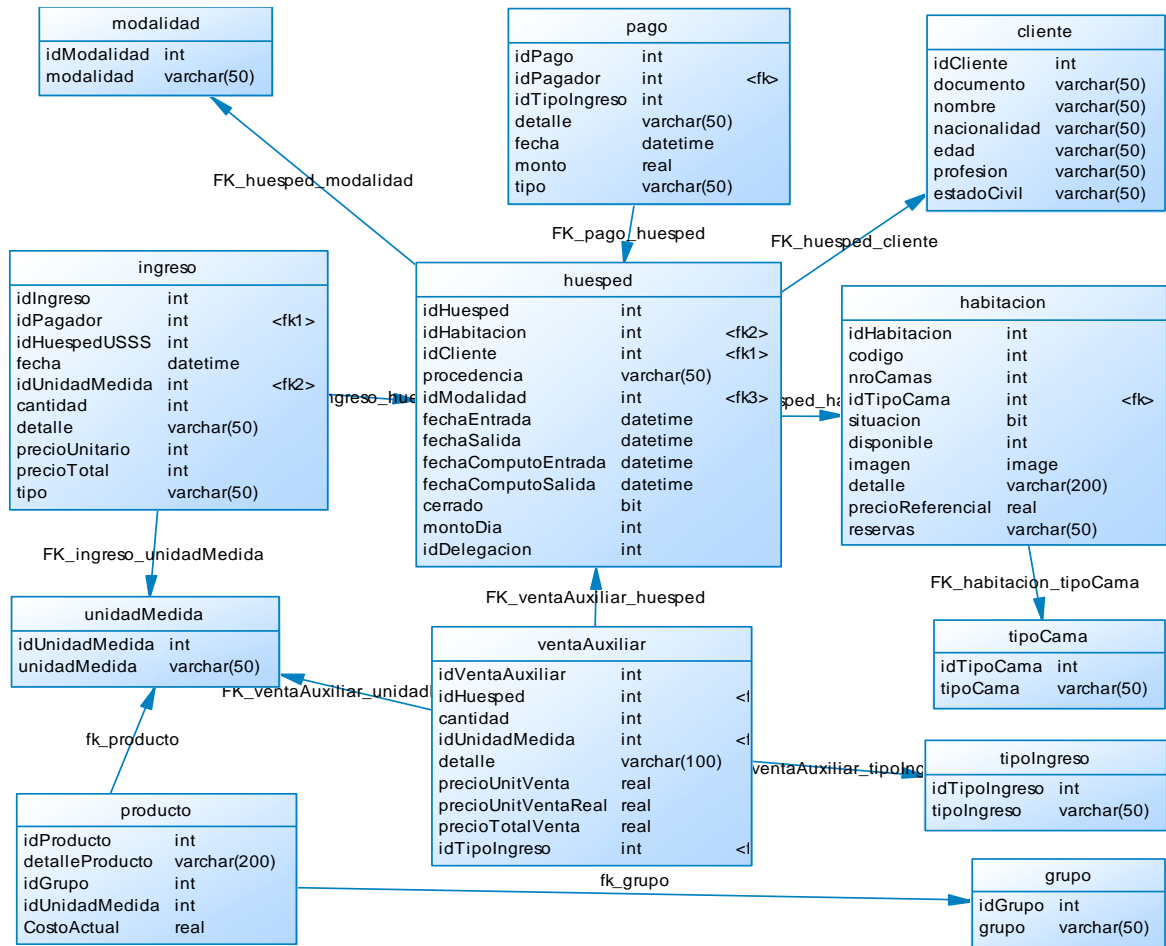 modalidad
idModalidad int
modalidad varchar(50)
pago
idPago int
idPagador int <fk>
idTipoIngreso int
detalle varchar(50)
fecha datetime
monto real
tipo varchar(50)
cliente
idCliente int
documento varchar(50)
nombre varchar(50)
nacionalidad varchar(50)
edad varchar(50)
profesion varchar(50)
estadoCivil varchar(50)
FK_huesped_modalidad
FK_pago_huesped
FK_huesped_cliente
ingreso
idIngreso int
idPagador int <fk1>
idHuespedUSSS int
fecha datetime
idUnidadMedida int <fk2>
cantidad int
detalle varchar(50)
precioUnitario int
precioTotal int
tipo varchar(50)
ngreso_hue
huesped
idHuesped int
idHabitacion int <fk2>
idCliente int <fk1>
procedencia varchar(50)
idModalidad int <fk3>
fechaEntrada datetime
fechaSalida datetime
fechaComputoEntrada datetime
fechaComputoSalida datetime
cerrado bit
montoDia int
idDelegacion int
sped_ha
habitacion
idHabitacion int
codigo int
nroCamas int
idTipoCama int <fk>
situacion bit
disponible int
imagen image
detalle varchar(200)
precioReferencial real
reservas varchar(50)
FK_ingreso_unidadMedida
FK_ventaAuxiliar_huesped
FK_habitacion_tipoCama
unidadMedida
idUnidadMedida int
unidadMedida varchar(50)
FK_ventaAuxiliar_unidad
ventaAuxiliar
idVentaAuxiliar int
idHuesped int <f
cantidad int
idUnidadMedida int <f
detalle varchar(100)
precioUnitVenta real
precioUnitVentaReal real
precioTotalVenta real
idTipoIngreso int <f
tipoCama
idTipoCama int
tipoCama varchar(50)
fk_producto
ventaAuxiliar_tipoIng
tipoIngreso
idTipoIngreso int
tipoIngreso varchar(50)
producto
idProducto int
detalleProducto varchar(200)
idGrupo int
idUnidadMedida int
CostoActual real
fk_grupo
grupo
idGrupo int
grupo varchar(50)